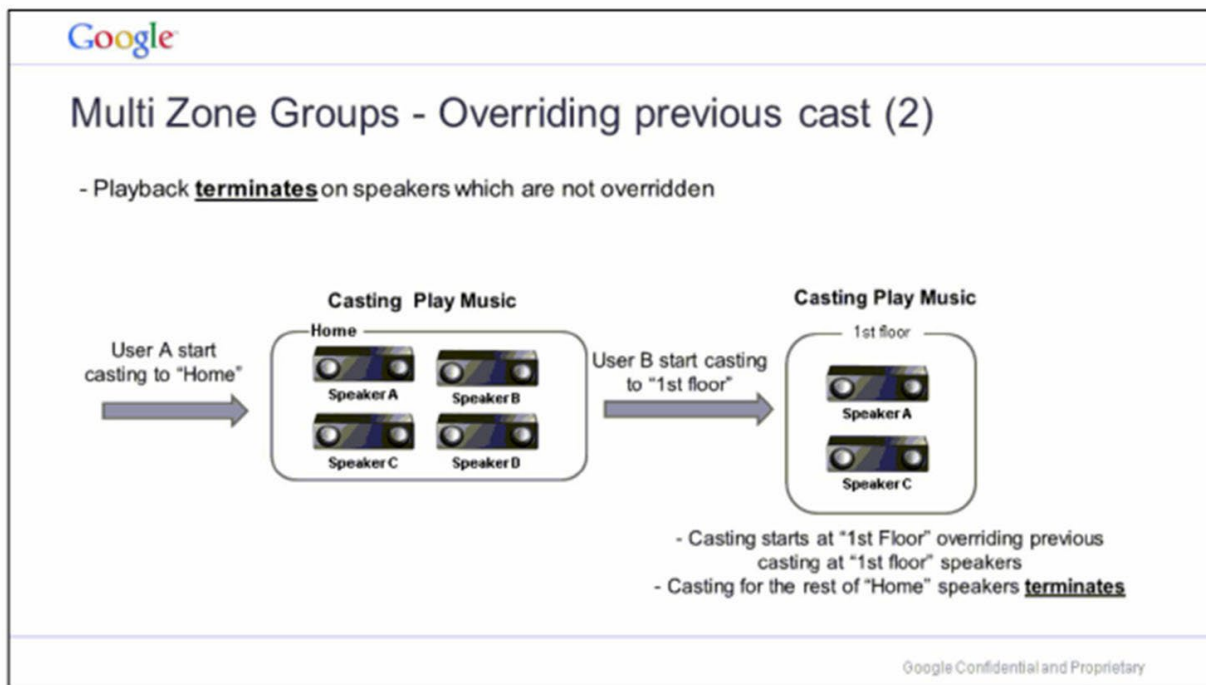 Google
Multi Zone Groups - Overriding previous cast (2)
- Playback terminates on speakers which are not overridden
Casting Play Music
Casting Play Music
User A start
casting to “Home”
Home
Speaker A
Speaker B
Speaker C
Speaker D
User B start casting
to “1st floor”
1st floor
Speaker A
Speaker C
- Casting starts at “1st Floor” overriding previous
casting at “1st floor” speakers
- Casting for the rest of “Home” speakers terminates
Google Confidential and Proprietary